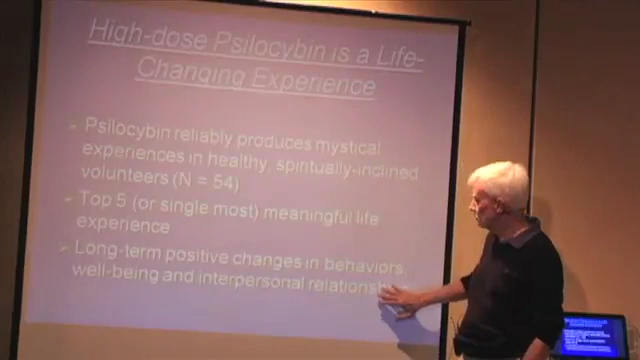 High-dose Psilocybin is a Life-
Changing Experience
Psilocybin reliably produces mystical
experiences in healthy, spiritually-inclined
volunteers (N = 54)
Top 5 (or single most) meaningful life
experience
Long-term positive changes in behaviors,
well-being and interpersonal